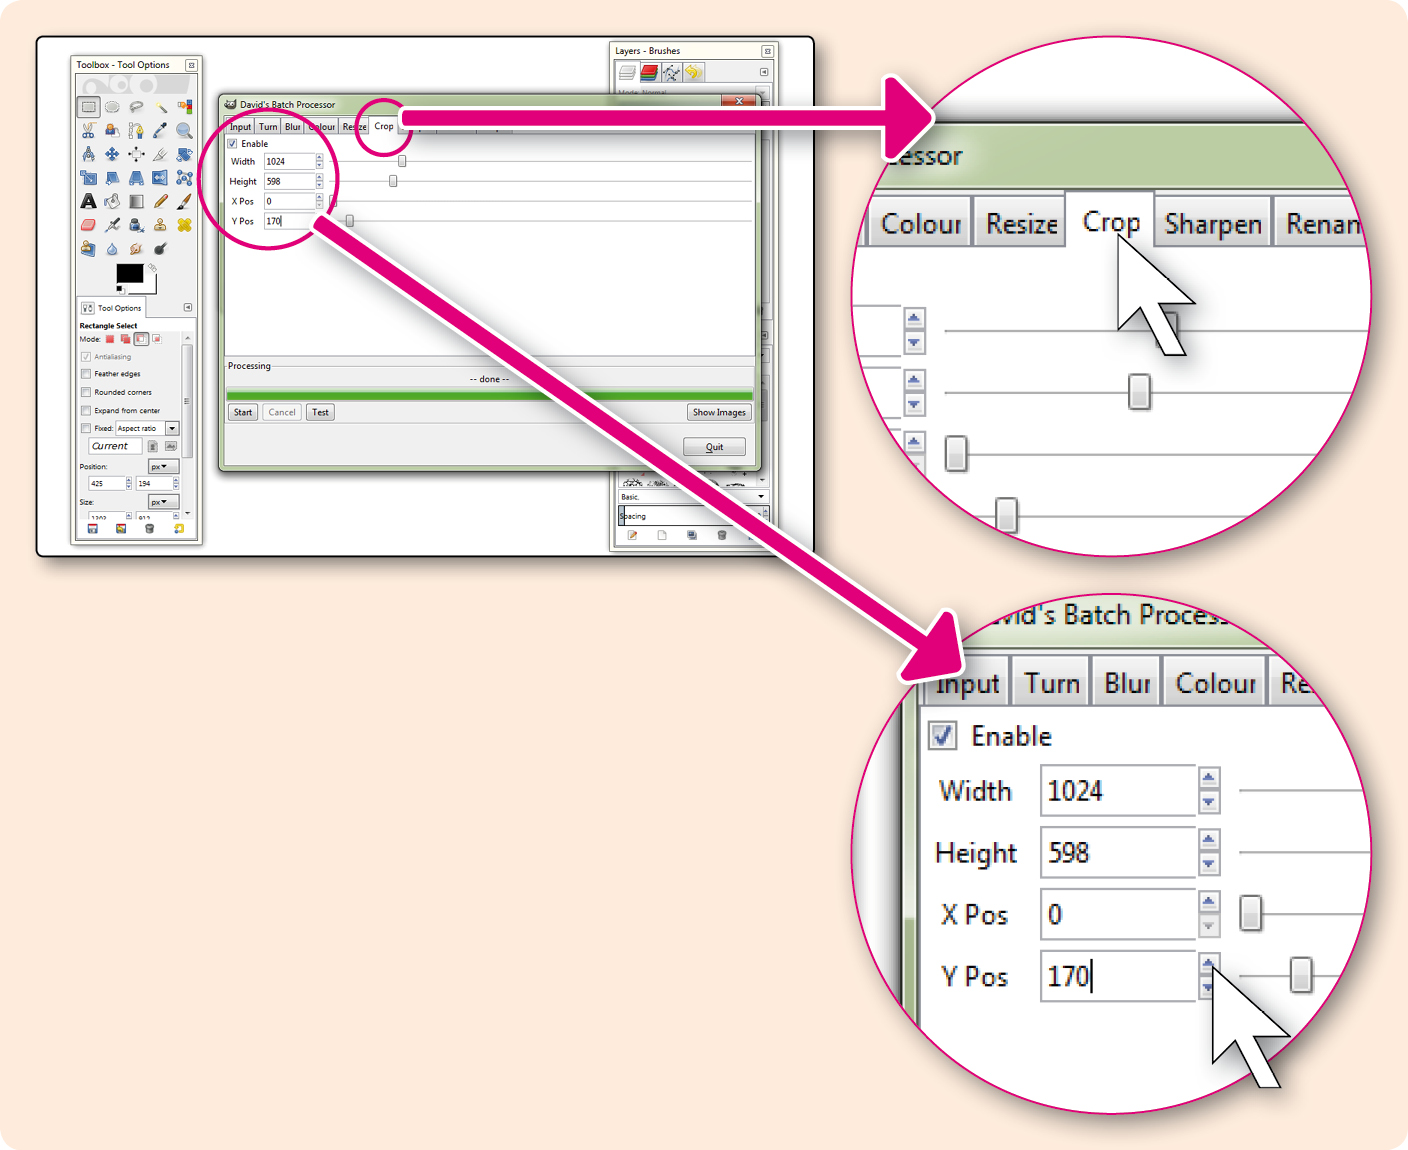 Toolbox - Tool Options
Tool Options
Rectangle Select
Mode:
Antialiasing
Feather edges
Rounded corners
Expand from center
Fixed: Aspect ratio
Current
Position: px
425 194
Size: px
Layers - Brushes
Mode: Normal
Basic,
Spacing
David's Batch Processor
Input Turn Blur Colour Resize Crop
Enable
Width 1024
Height 598
X Pos 0
Y Pos 170
Processing
-- done --
Start Cancel Test Show Images
Quit
cessor
Colour Resize Crop Sharpen Renam
David's Batch Process
Input Turn Blur Colour Re
Enable
Width 1024
Height 598
X Pos 0
Y Pos 170